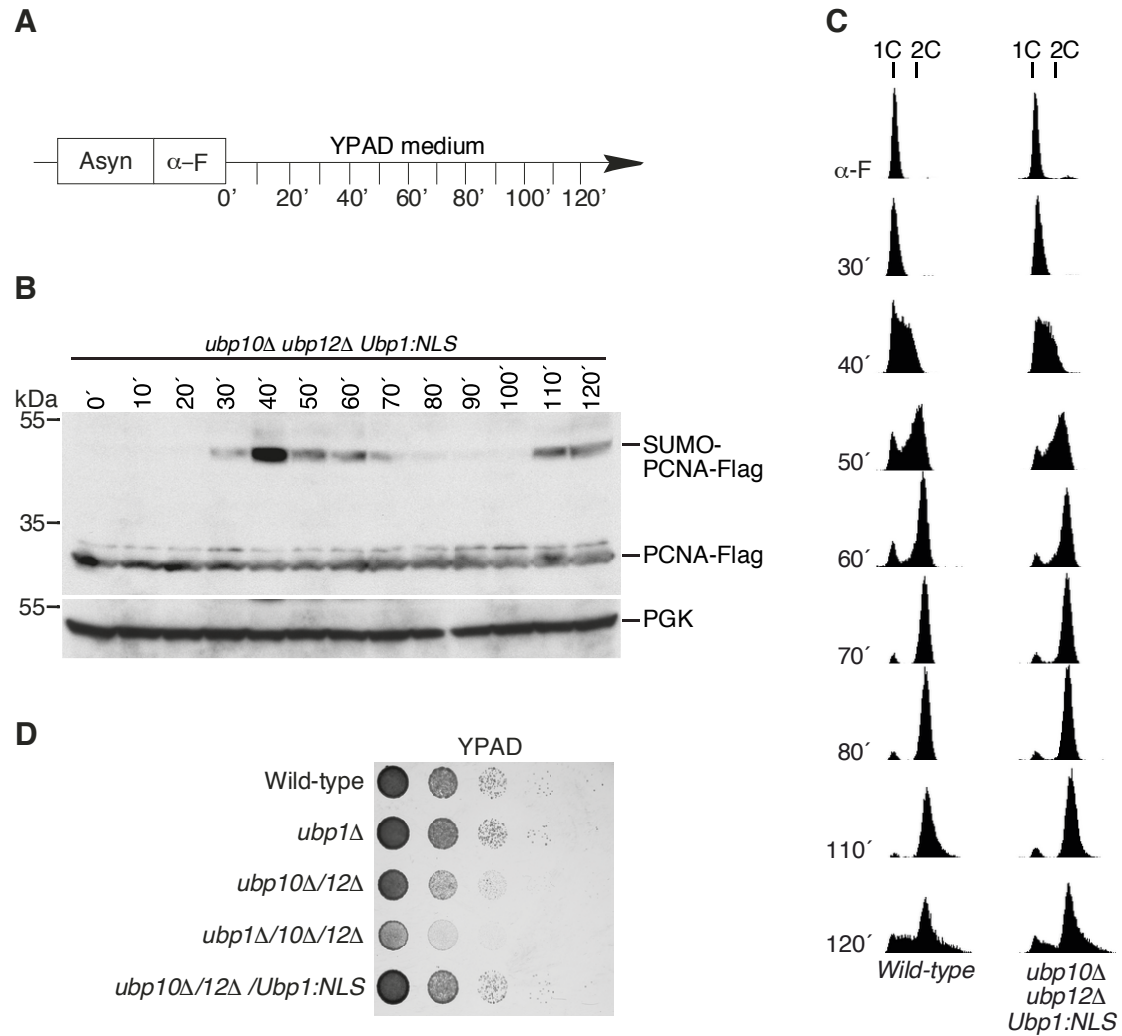 A
Asyn
α–F
YPAD medium
0’ 20’ 40’ 60’ 80’ 100’ 120’
B
ubp10Δ ubp12Δ Ubp1:NLS
kDa
0´ 10´ 20´ 30´ 40´ 50´ 60´ 70´ 80´ 90´ 100´ 110´ 120´
55
SUMO-
PCNA-Flag
35
PCNA-Flag
55
PGK
D
YPAD
Wild-type
ubp1Δ
ubp10Δ/12Δ
ubp1Δ/10Δ/12Δ
ubp10Δ/12Δ /Ubp1:NLS
C
1C 2C 1C 2C
α-F
30´
40´
50´
60´
70´
80´
110´
120´
Wild-type
ubp10Δ
ubp12Δ
Ubp1:NLS